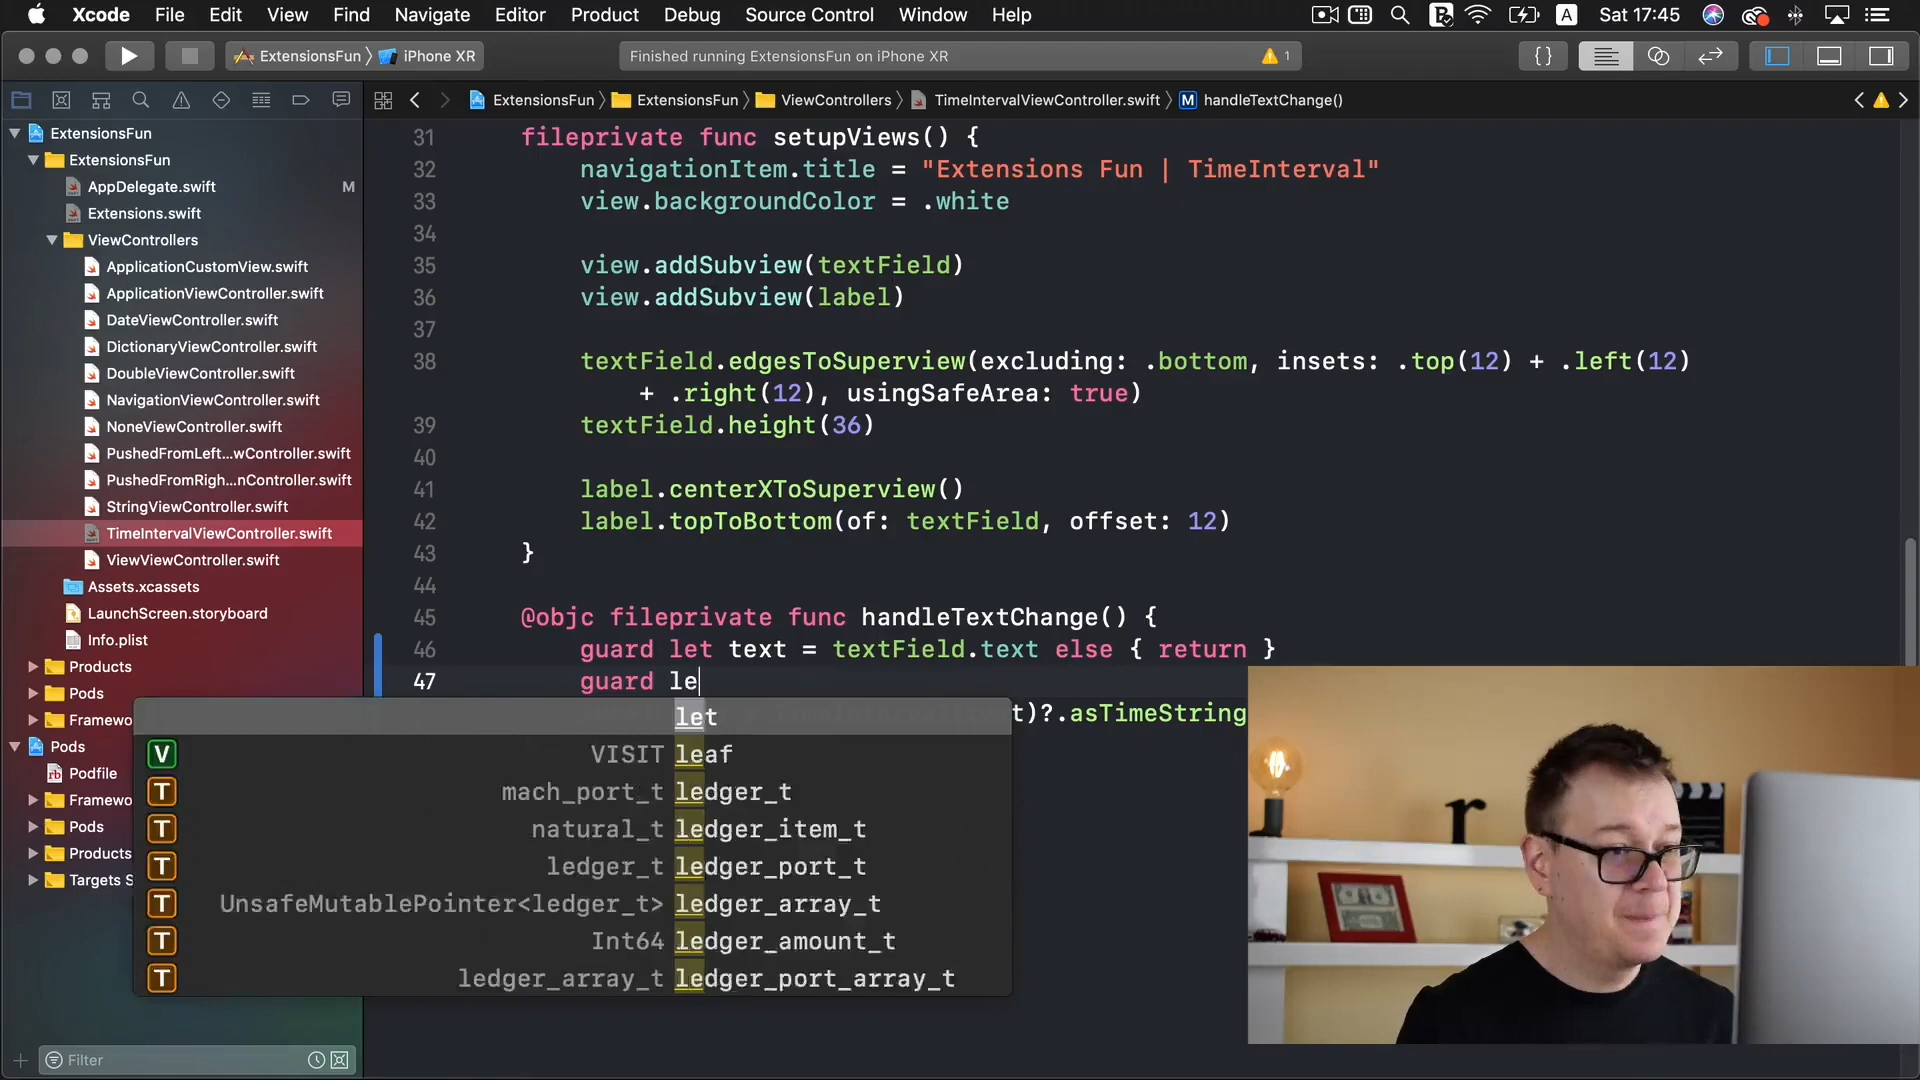 Xcode File Edit View Find Navigate Editor Product Debug Source Control Window Help A Sat 17:45
ExtensionsFun iPhone XR Finished running ExtensionsFun on iPhone XR 1 {}
ExtensionsFun ExtensionsFun ViewControllers TimeIntervalViewController.swift M handleTextChange()
ExtensionsFun
ExtensionsFun
AppDelegate.swift M
Extensions.swift
ViewControllers
ApplicationCustomView.swift
ApplicationViewController.swift
DateViewController.swift
DictionaryViewController.swift
DoubleViewController.swift
NavigationViewController.swift
NoneViewController.swift
PushedFromLeft...wController.swift
PushedFromRigh...nController.swift
StringViewController.swift
TimeIntervalViewController.swift
ViewViewController.swift
Assets.xcassets
LaunchScreen.storyboard
Info.plist
Products
Pods
Framewo
Pods
rb Podfile
Framewo
Pods
Products
Targets S
Filter
31 fileprivate func setupViews() {
32 navigationItem.title = "Extensions Fun | TimeInterval"
33 view.backgroundColor = .white
34
35 view.addSubview(textField)
36 view.addSubview(label)
37
38 textField.edgesToSuperview(excluding: .bottom, insets: .top(12) + .left(12)
+ .right(12), usingSafeArea: true)
39 textField.height(36)
40
41 label.centerXToSuperview()
42 label.topToBottom(of: textField, offset: 12)
43 }
44
45 @objc fileprivate func handleTextChange() {
46 guard let text = textField.text else { return }
47 guard le
t)?.asTimeString
let
V VISIT leaf
T mach_port_t ledger_t
T natural_t ledger_item_t
T ledger_t ledger_port_t
T UnsafeMutablePointer<ledger_t> ledger_array_t
T Int64 ledger_amount_t
T ledger_array_t ledger_port_array_t
r